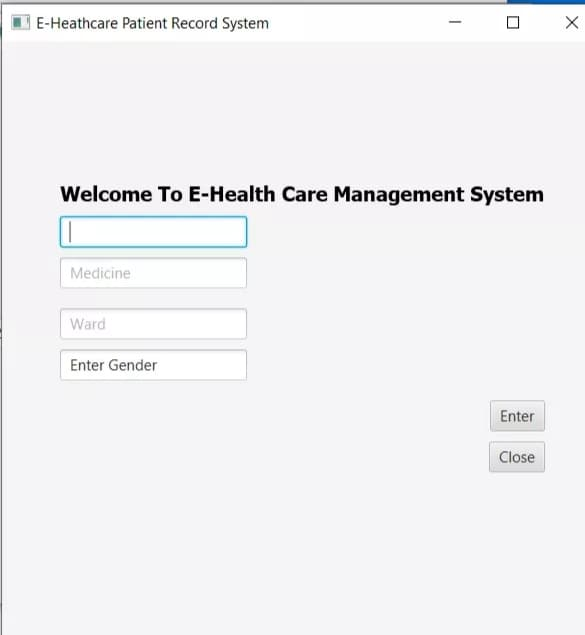 E-Heathcare Patient Record System
Welcome To E-Health Care Management System
Medicine
Ward
Enter Gender
Enter
Close